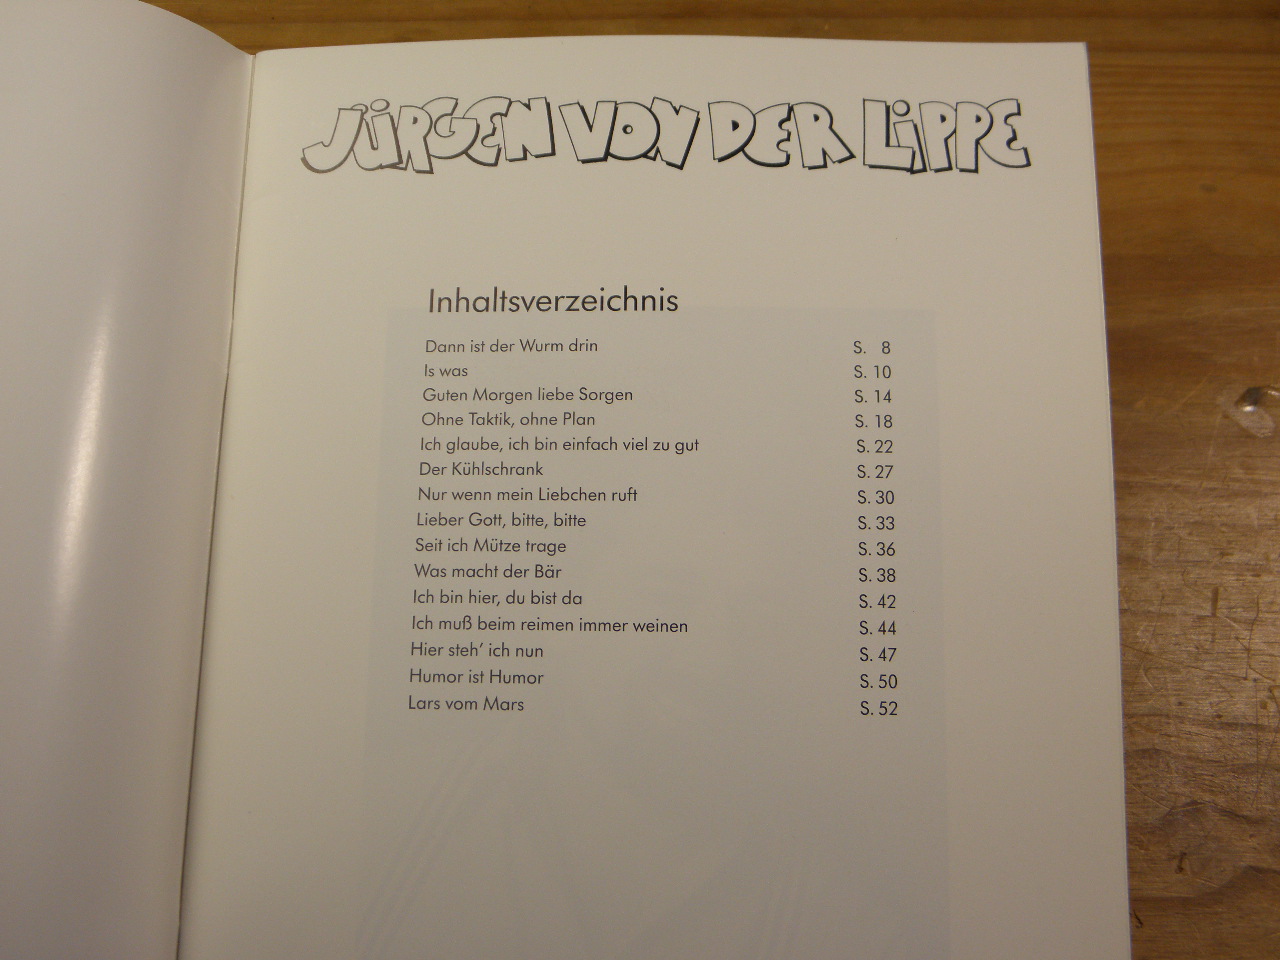 JÜRGEN VON DER LiPPE
Inhaltsverzeichnis
Dann ist der Wurm drin S. 8
Is was S. 10
Guten Morgen liebe Sorgen S. 14
Ohne Taktik, ohne Plan S. 18
Ich glaube, ich bin einfach viel zu gut S. 22
Der Kühlschrank S. 27
Nur wenn mein Liebchen ruft S. 30
Lieber Gott, bitte, bitte S. 33
Seit ich Mütze trage S. 36
Was macht der Bär S. 38
Ich bin hier, du bist da S. 42
Ich muß beim reimen immer weinen S. 44
Hier steh' ich nun S. 47
Humor ist Humor S. 50
Lars vom Mars S. 52